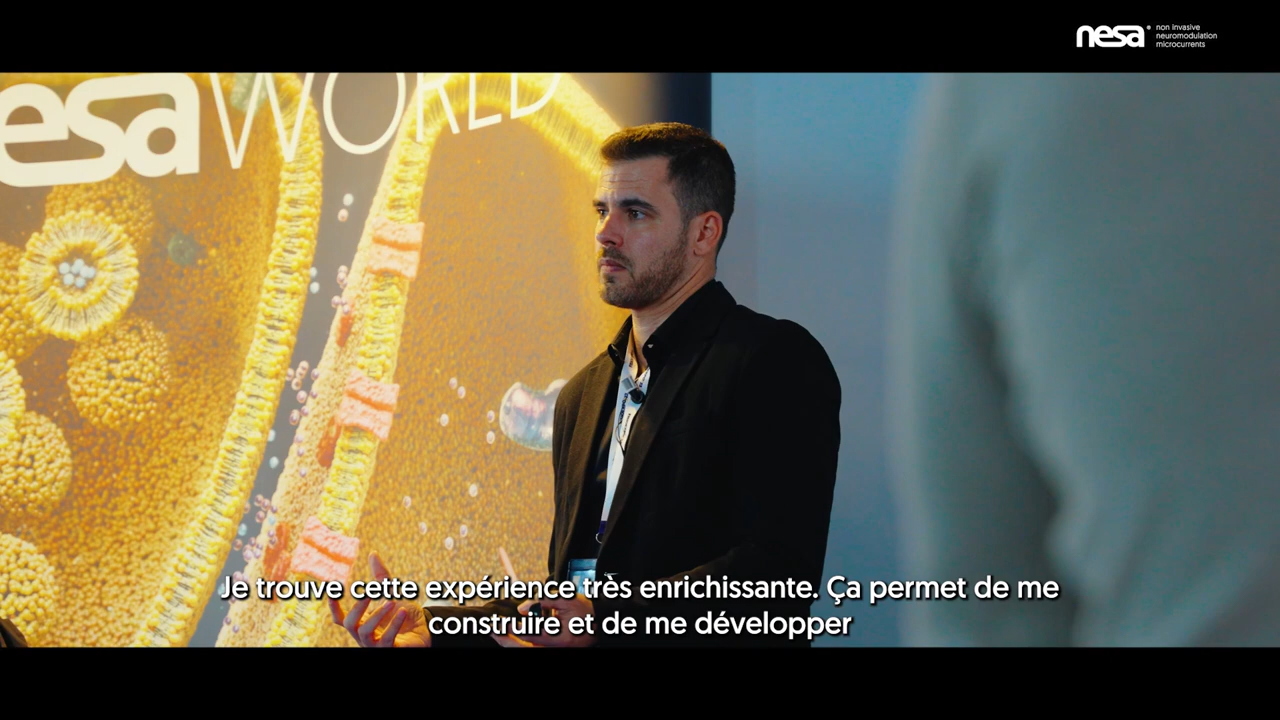 nesa®
non invasive
neuromodulation
microcurrents
esa WORLD
Je trouve cette expérience très enrichissante. Ça permet de me
construire et de me développer